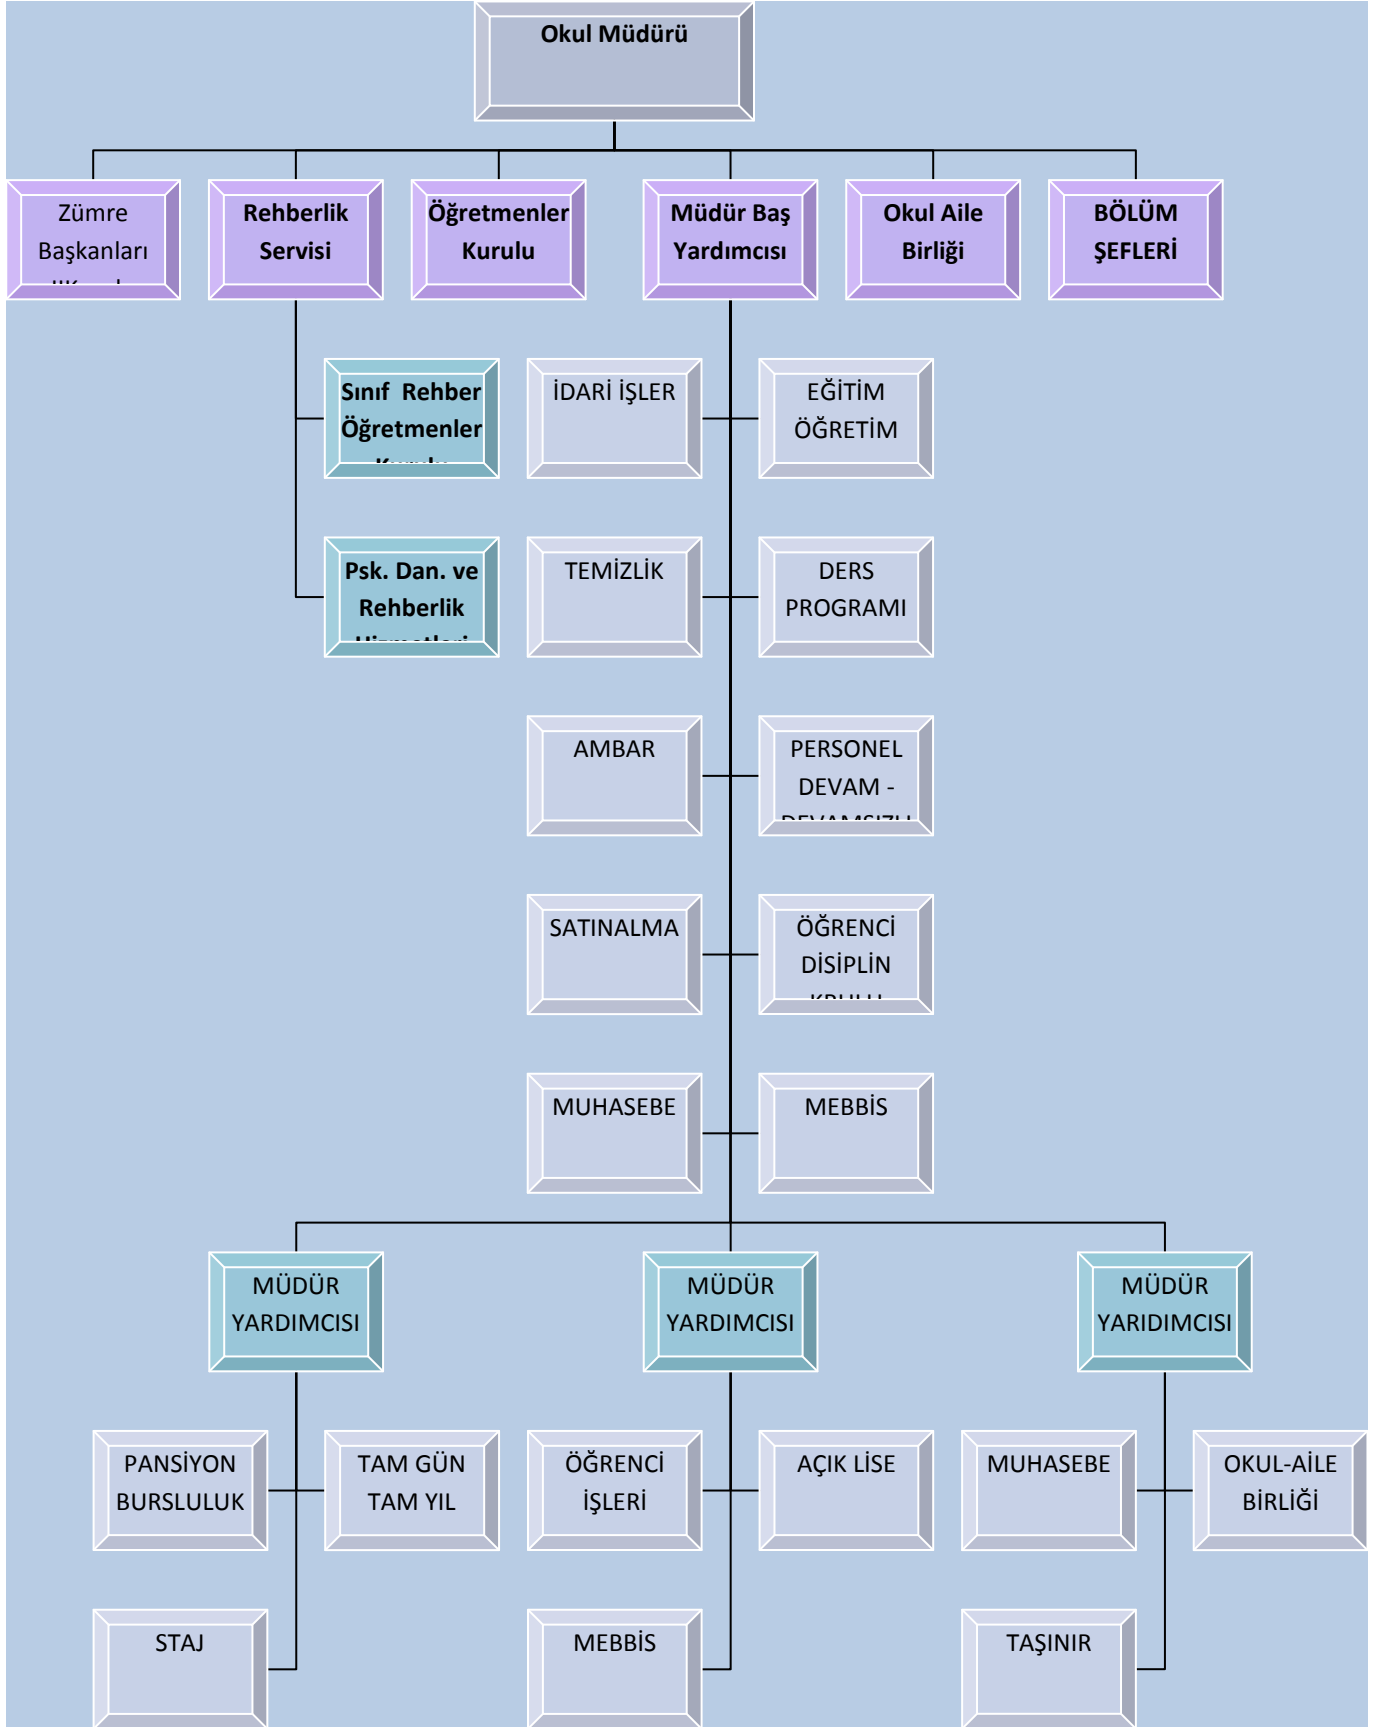 Okul Müdürü
Zümre
Başkanları
Rehberlik
Servisi
Öğretmenler
Kurulu
Müdür Baş
Yardımcısı
Okul Aile
Birliği
BÖLÜM
ŞEFLERİ
Sınıf Rehber
Öğretmenler
Kurulu
İDARİ İŞLER
EĞİTİM
ÖĞRETİM
Psk. Dan. ve
Rehberlik
Hizmetleri
TEMİZLİK
DERS
PROGRAMI
AMBAR
PERSONEL
DEVAM -
DEVAMSIZLI
SATINALMA
ÖĞRENCİ
DİSİPLİN
MUHASEBE
MEBBİS
MÜDÜR
YARDIMCISI
MÜDÜR
YARDIMCISI
MÜDÜR
YARIDIMCISI
PANSİYON
BURSLULUK
TAM GÜN
TAM YIL
ÖĞRENCİ
İŞLERİ
AÇIK LİSE
MUHASEBE
OKUL-AİLE
BİRLİĞİ
STAJ
MEBBİS
TAŞINIR